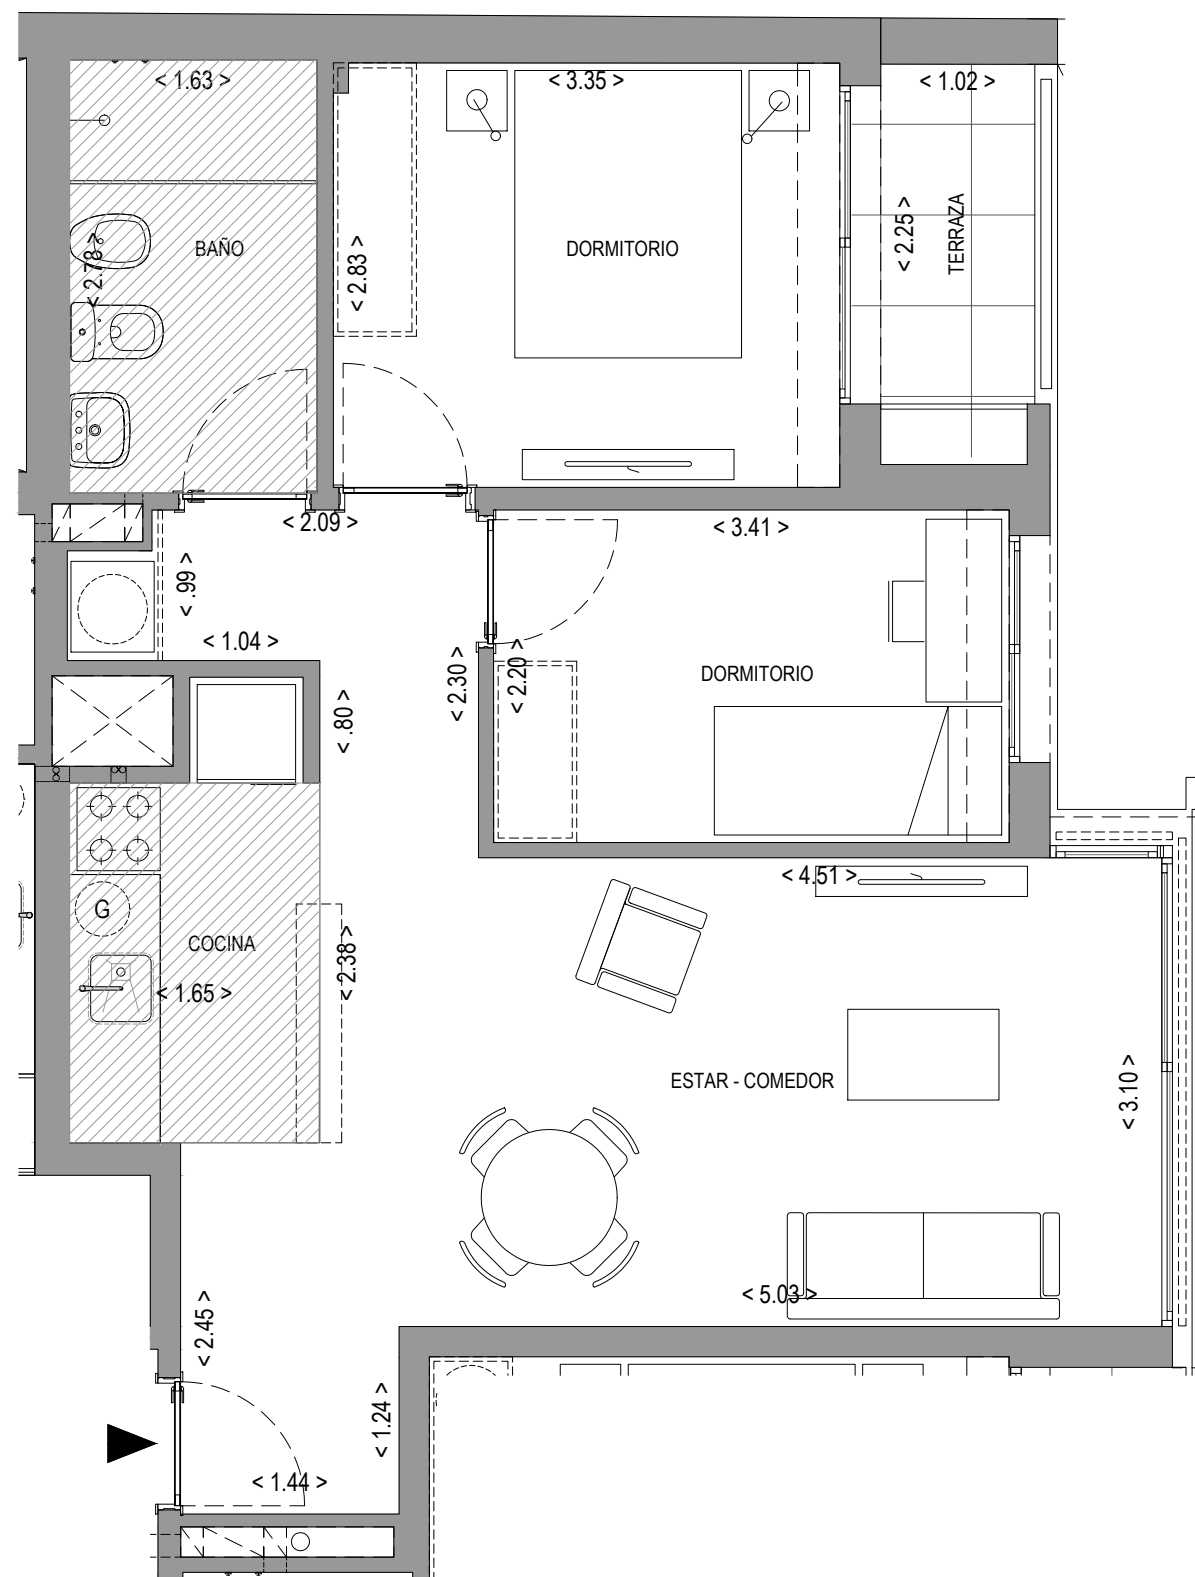 < 1.63 >
< 3.35 >
< 1.02 >
BAÑO
< 2.78 >
< 2.83 >
DORMITORIO
< 2.25 >
TERRAZA
< 2.09 >
< 3.41 >
< .99 >
< 1.04 >
< 2.30 >
< 2.20 >
DORMITORIO
< .80 >
< 4.51 >
G
COCINA
< 2.38 >
< 1.65 >
ESTAR - COMEDOR
< 3.10 >
< 5.03 >
< 2.45 >
< 1.24 >
< 1.44 >